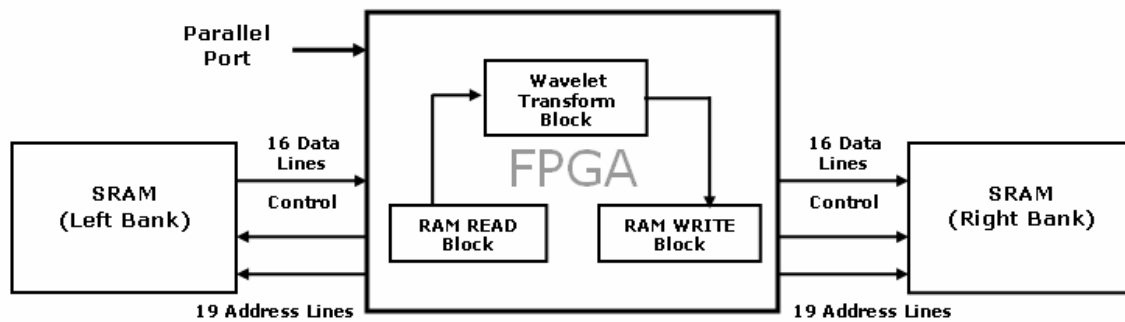 Parallel
Port
Wavelet
Transform
Block
16 Data
Lines
Control
SRAM
(Left Bank)
FPGA
RAM READ
Block
RAM WRITE
Block
16 Data
Lines
Control
SRAM
(Right Bank)
19 Address Lines
19 Address Lines